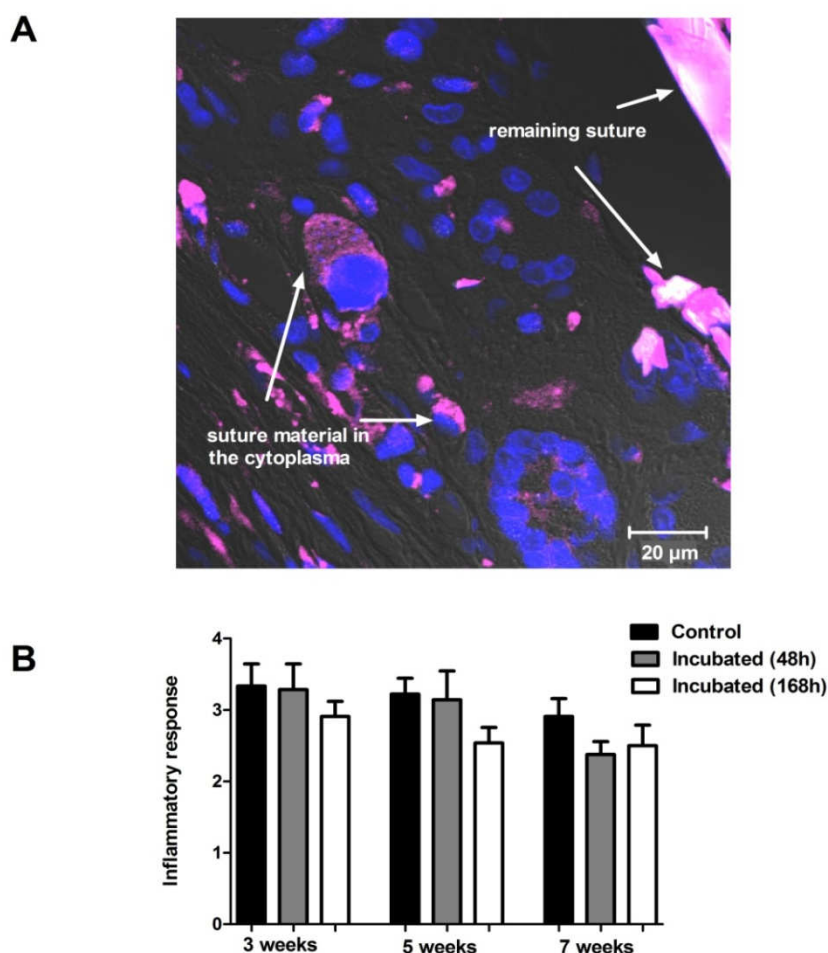 A
remaining suture
suture material in
the cytoplasma
20 μm
B
Control
Incubated (48h)
Incubated (168h)
Inflammatory response
4
3
2
1
0
3 weeks
5 weeks
7 weeks